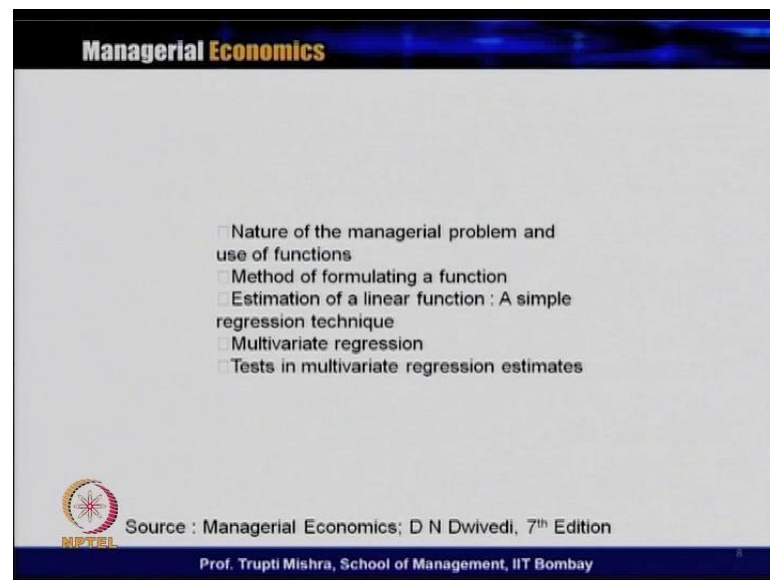 Managerial Economics
Nature of the managerial problem and
use of functions
Method of formulating a function
Estimation of a linear function : A simple
regression technique
Multivariate regression
Tests in multivariate regression estimates
NPTEL
Source : Managerial Economics; D N Dwivedi, 7th Edition
Prof. Trupti Mishra, School of Management, IIT Bombay
8